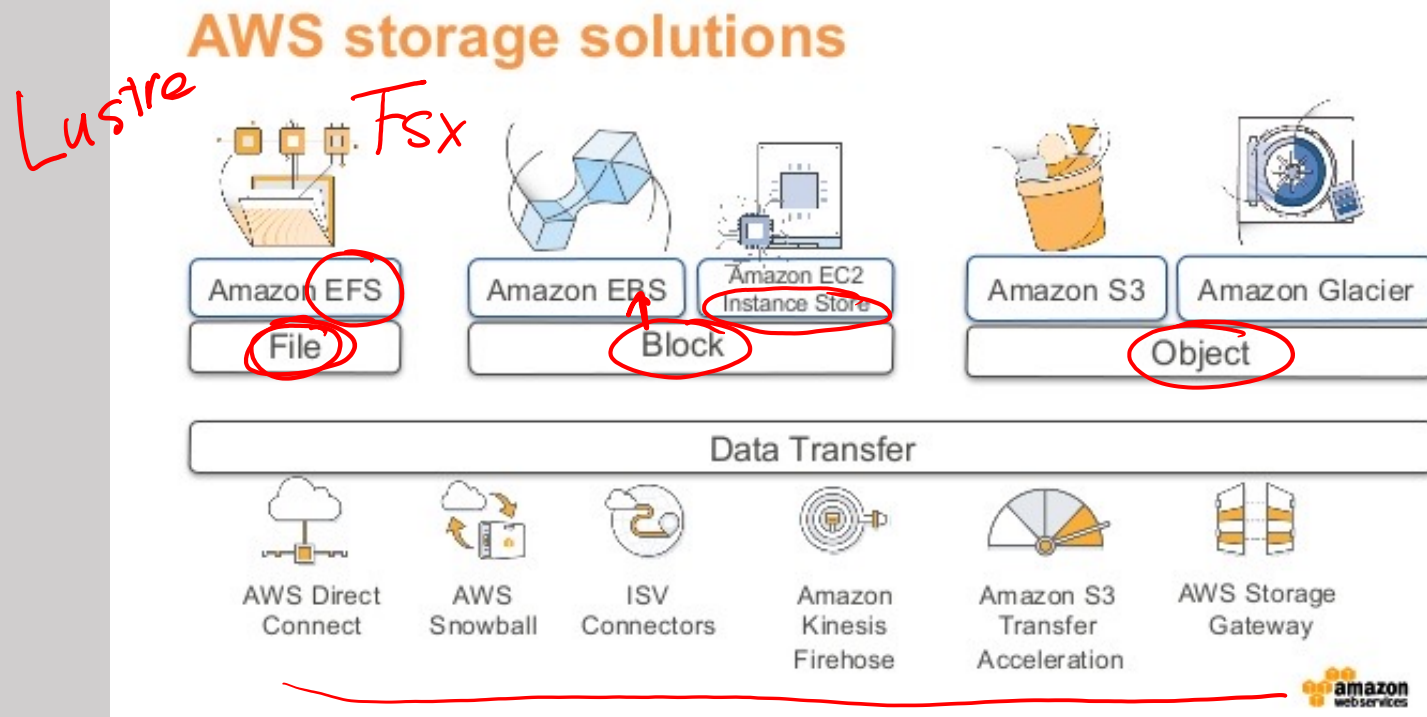 AWS storage solutions
Lustre
Fsx
Amazon EFS
Amazon EBS
Amazon EC2
Instance Store
Amazon S3
Amazon Glacier
File
Block
Object
Data Transfer
AWS Direct
Connect
AWS
Snowball
ISV
Connectors
Amazon
Kinesis
Firehose
Amazon S3
Transfer
Acceleration
AWS Storage
Gateway
amazon
webservices